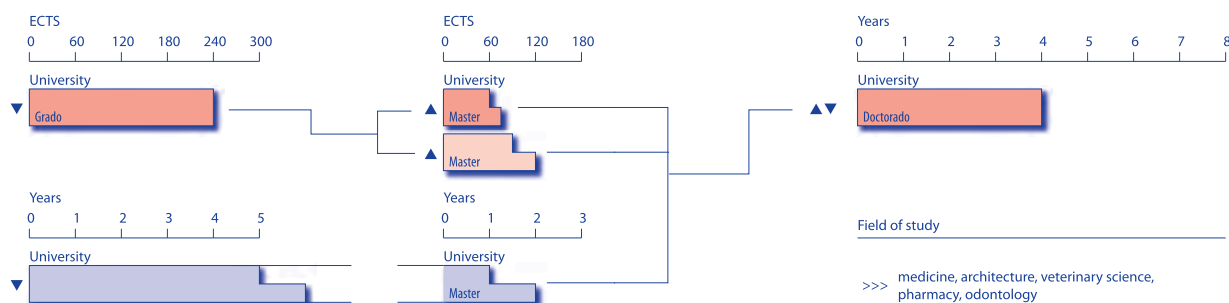 ECTS
0 60 120 180 240 300
University
Grado
ECTS
0 60 120 180
University
Master
Master
Years
0 1 2 3 4 5 6 7 8
University
Doctorado
Years
0 1 2 3 4 5
University
Years
0 1 2 3
University
Master
Field of study
>>> medicine, architecture, veterinary science,
pharmacy, odontology